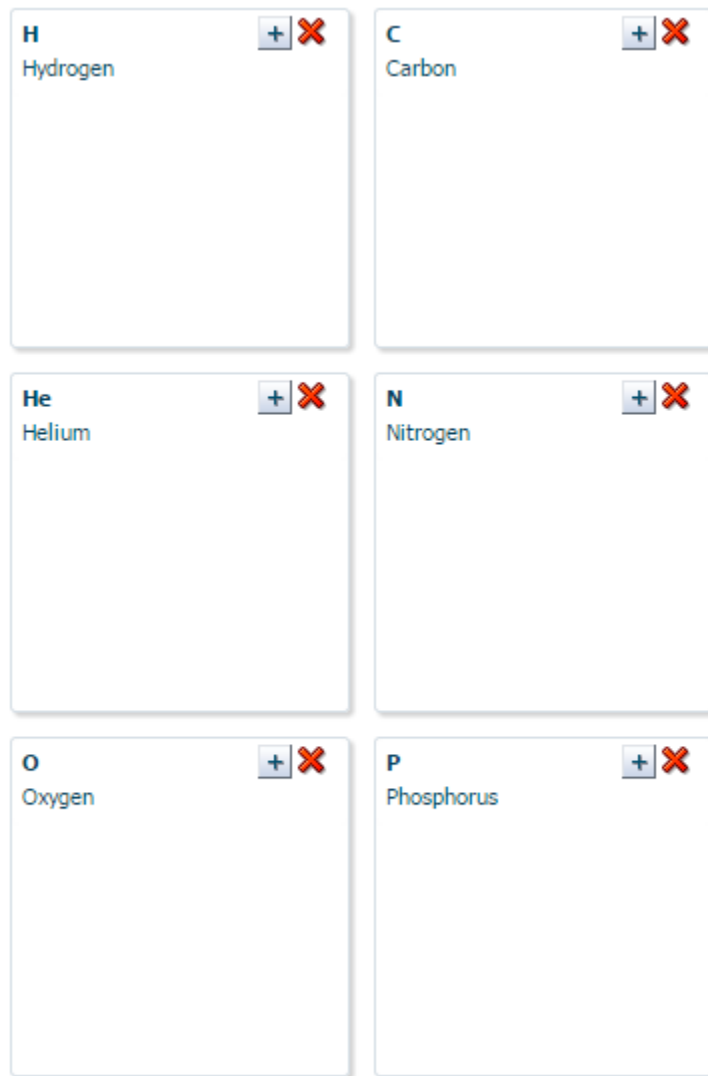 H
Hydrogen
C
Carbon
He
Helium
N
Nitrogen
O
Oxygen
P
Phosphorus